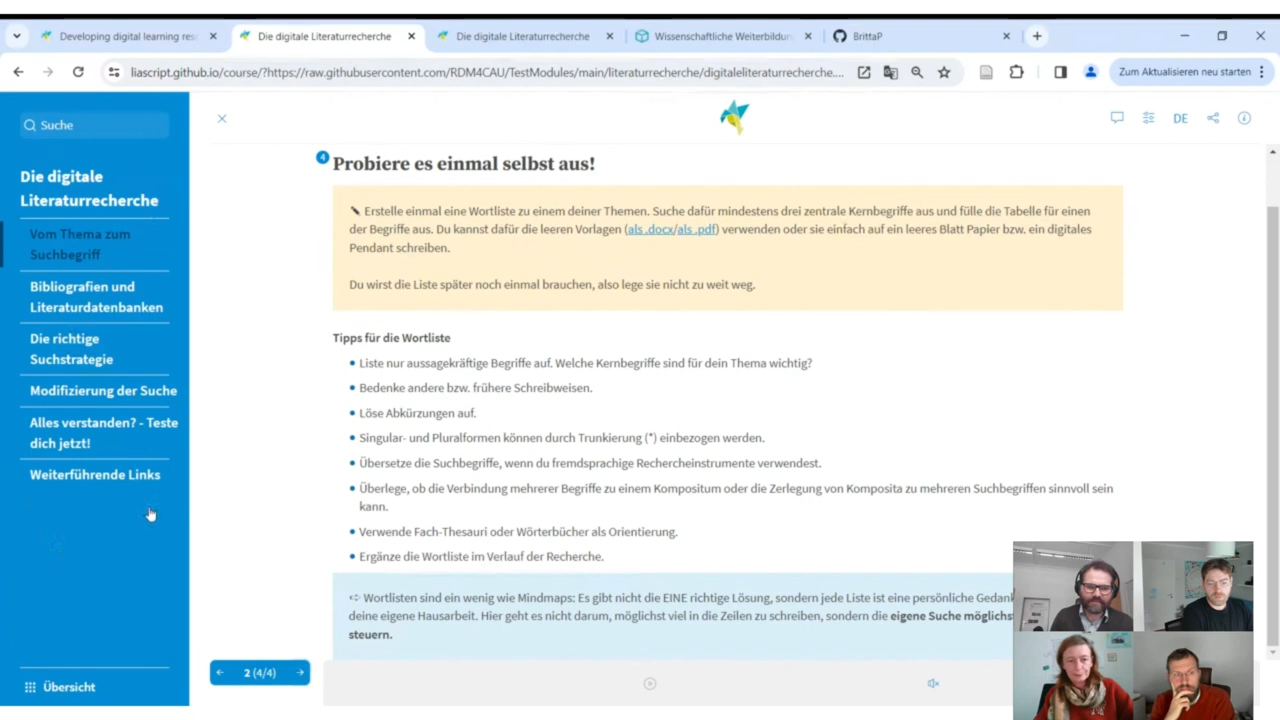 Developing digital learning res
Die digitale Literaturrecherche
Die digitale Literaturrecherche
Wissenschaftliche Weiterbildun
BrittaP
liascript.github.io/course/?https://raw.githubusercontent.com/RDM4CAU/TestModules/main/literaturrecherche/digitaleliteraturrecherche....
Zum Aktualisieren neu starten
Suche
DE
Die digitale
Literaturrecherche
Vom Thema zum
Suchbegriff
Bibliografien und
Literaturdatenbanken
Die richtige
Suchstrategie
Modifizierung der Suche
Alles verstanden? - Teste
dich jetzt!
Weiterführende Links
Übersicht
4
Probiere es einmal selbst aus!
Erstelle einmal eine Wortliste zu einem deiner Themen. Suche dafür mindestens drei zentrale Kernbegriffe aus und fülle die Tabelle für einen
der Begriffe aus. Du kannst dafür die leeren Vorlagen (als .docx/als .pdf) verwenden oder sie einfach auf ein leeres Blatt Papier bzw. ein digitales
Pendant schreiben.
Du wirst die Liste später noch einmal brauchen, also lege sie nicht zu weit weg.
Tipps für die Wortliste
• Liste nur aussagekräftige Begriffe auf. Welche Kernbegriffe sind für dein Thema wichtig?
• Bedenke andere bzw. frühere Schreibweisen.
• Löse Abkürzungen auf.
• Singular- und Pluralformen können durch Trunkierung (*) einbezogen werden.
• Übersetze die Suchbegriffe, wenn du fremdsprachige Rechercheinstrumente verwendest.
• Überlege, ob die Verbindung mehrerer Begriffe zu einem Kompositum oder die Zerlegung von Komposita zu mehreren Suchbegriffen sinnvoll sein
kann.
• Verwende Fach-Thesauri oder Wörterbücher als Orientierung.
• Ergänze die Wortliste im Verlauf der Recherche.
Wortlisten sind ein wenig wie Mindmaps: Es gibt nicht die EINE richtige Lösung, sondern jede Liste ist eine persönliche Gedank
deine eigene Hausarbeit. Hier geht es nicht darum, möglichst viel in die Zeilen zu schreiben, sondern die eigene Suche möglichs
steuern.
2 (4/4)